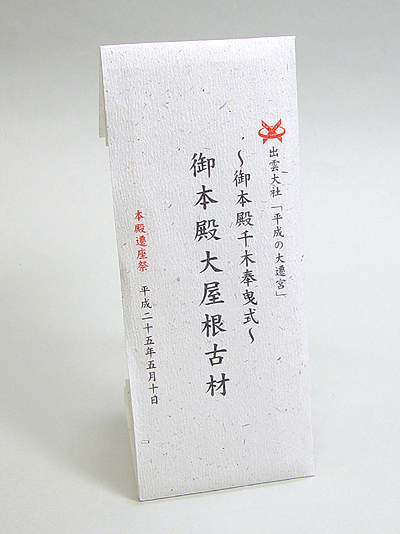 出雲大社「平成の大遷宮」
～御本殿千木奉曳式～
御本殿大屋根古材
本殿遷座祭 平成二十五年五月十日